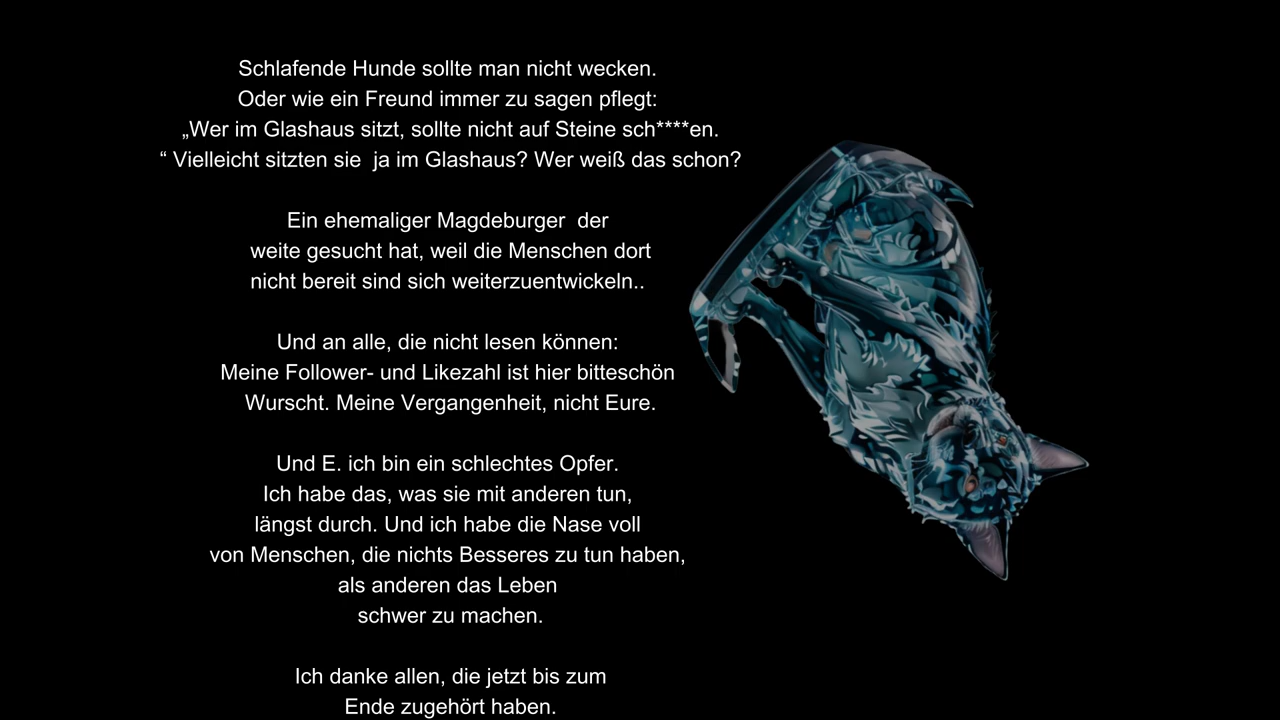 Schlafende Hunde sollte man nicht wecken.
Oder wie ein Freund immer zu sagen pflegt:
„Wer im Glashaus sitzt, sollte nicht auf Steine sch****en.
“ Vielleicht sitzten sie  ja im Glashaus? Wer weiß das schon?
Ein ehemaliger Magdeburger  der
weite gesucht hat, weil die Menschen dort
nicht bereit sind sich weiterzuentwickeln..
Und an alle, die nicht lesen können:
Meine Follower- und Likezahl ist hier bitteschön
Wurscht. Meine Vergangenheit, nicht Eure.
Und E. ich bin ein schlechtes Opfer.
Ich habe das, was sie mit anderen tun,
längst durch. Und ich habe die Nase voll
von Menschen, die nichts Besseres zu tun haben,
als anderen das Leben
schwer zu machen.
Ich danke allen, die jetzt bis zum
Ende zugehört haben.